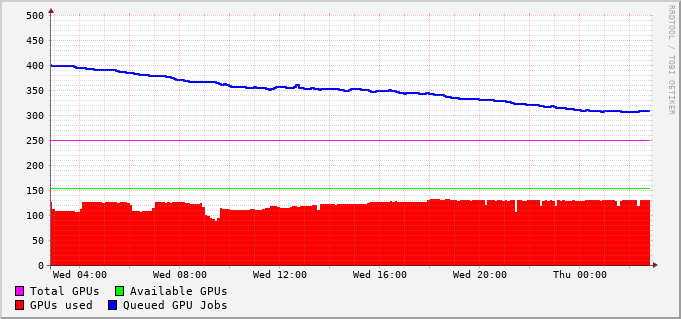 500
450
400
350
300
250
200
150
100
50
0
Wed 04:00 Wed 08:00 Wed 12:00 Wed 16:00 Wed 20:00 Thu 00:00
Total GPUs Available GPUs
GPUs used Queued GPU Jobs
RRDTOOL / TOBI OETIKER